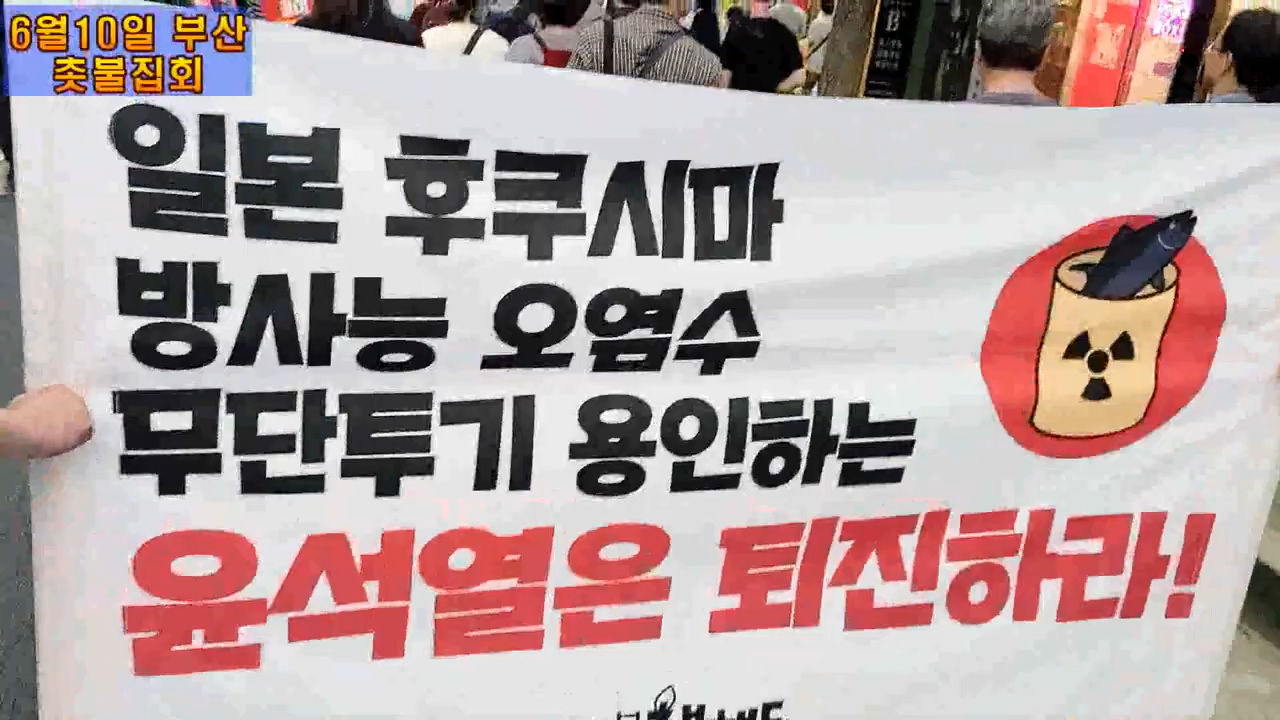 6월10일 부산
촛불집회
일본 후쿠시마
방사능 오염수
무단투기 용인하는
윤석열은 퇴진하라!